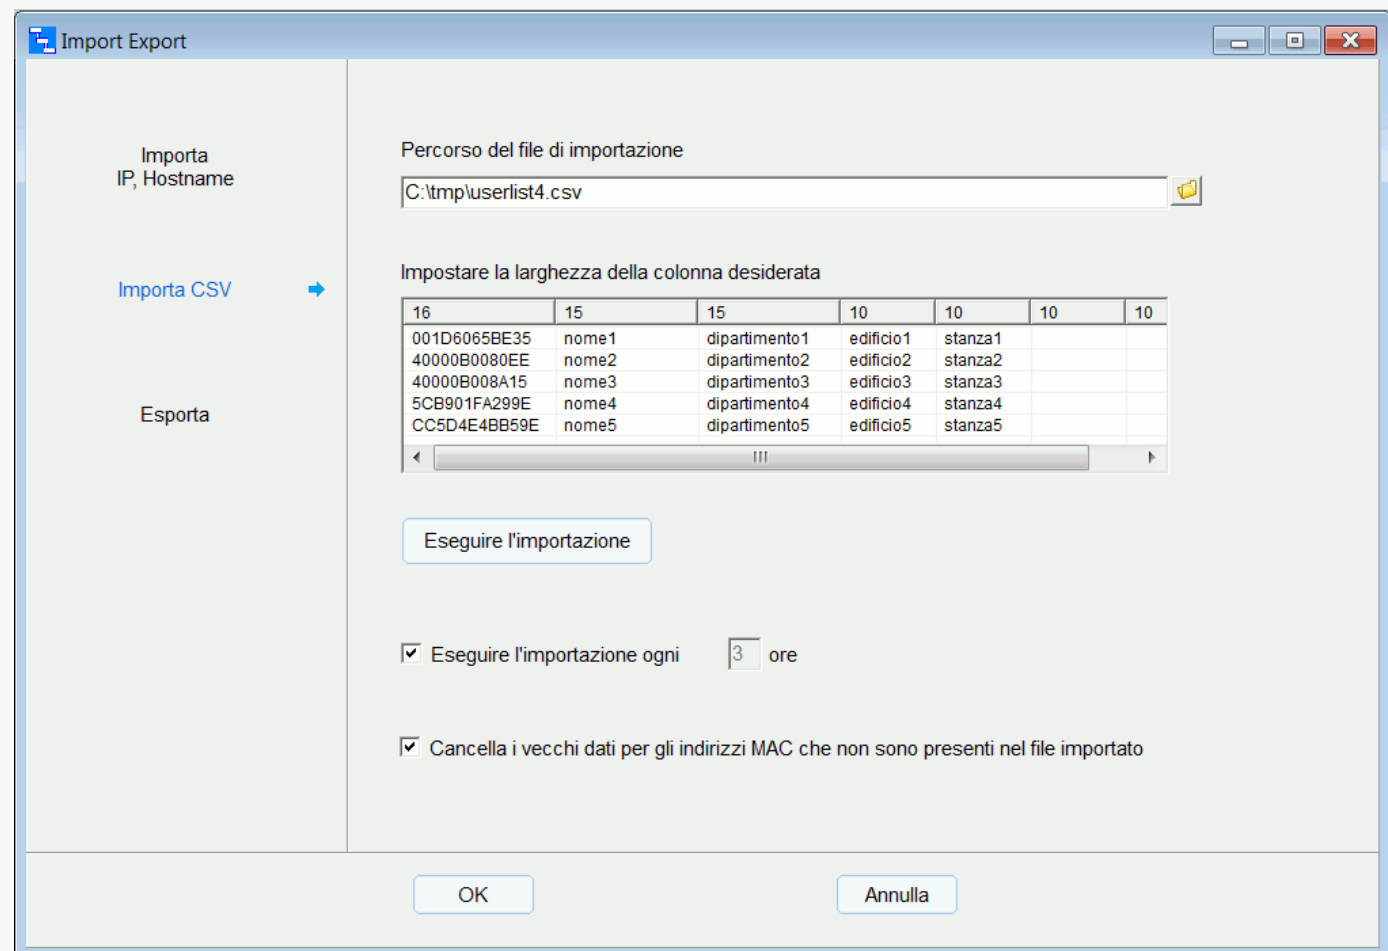 Import Export
Importa
IP, Hostname
Importa CSV
Esporta
Percorso del file di importazione
C:\tmp\userlist4.csv
Impostare la larghezza della colonna desiderata
16 15 15 10 10 10 10
001D6065BE35 nome1 dipartimento1 edificio1 stanza1
40000B0080EE nome2 dipartimento2 edificio2 stanza2
40000B008A15 nome3 dipartimento3 edificio3 stanza3
5CB901FA299E nome4 dipartimento4 edificio4 stanza4
CC5D4E4BB59E nome5 dipartimento5 edificio5 stanza5
Eseguire l'importazione
Eseguire l'importazione ogni 3 ore
Cancella i vecchi dati per gli indirizzi MAC che non sono presenti nel file importato
OK Annulla